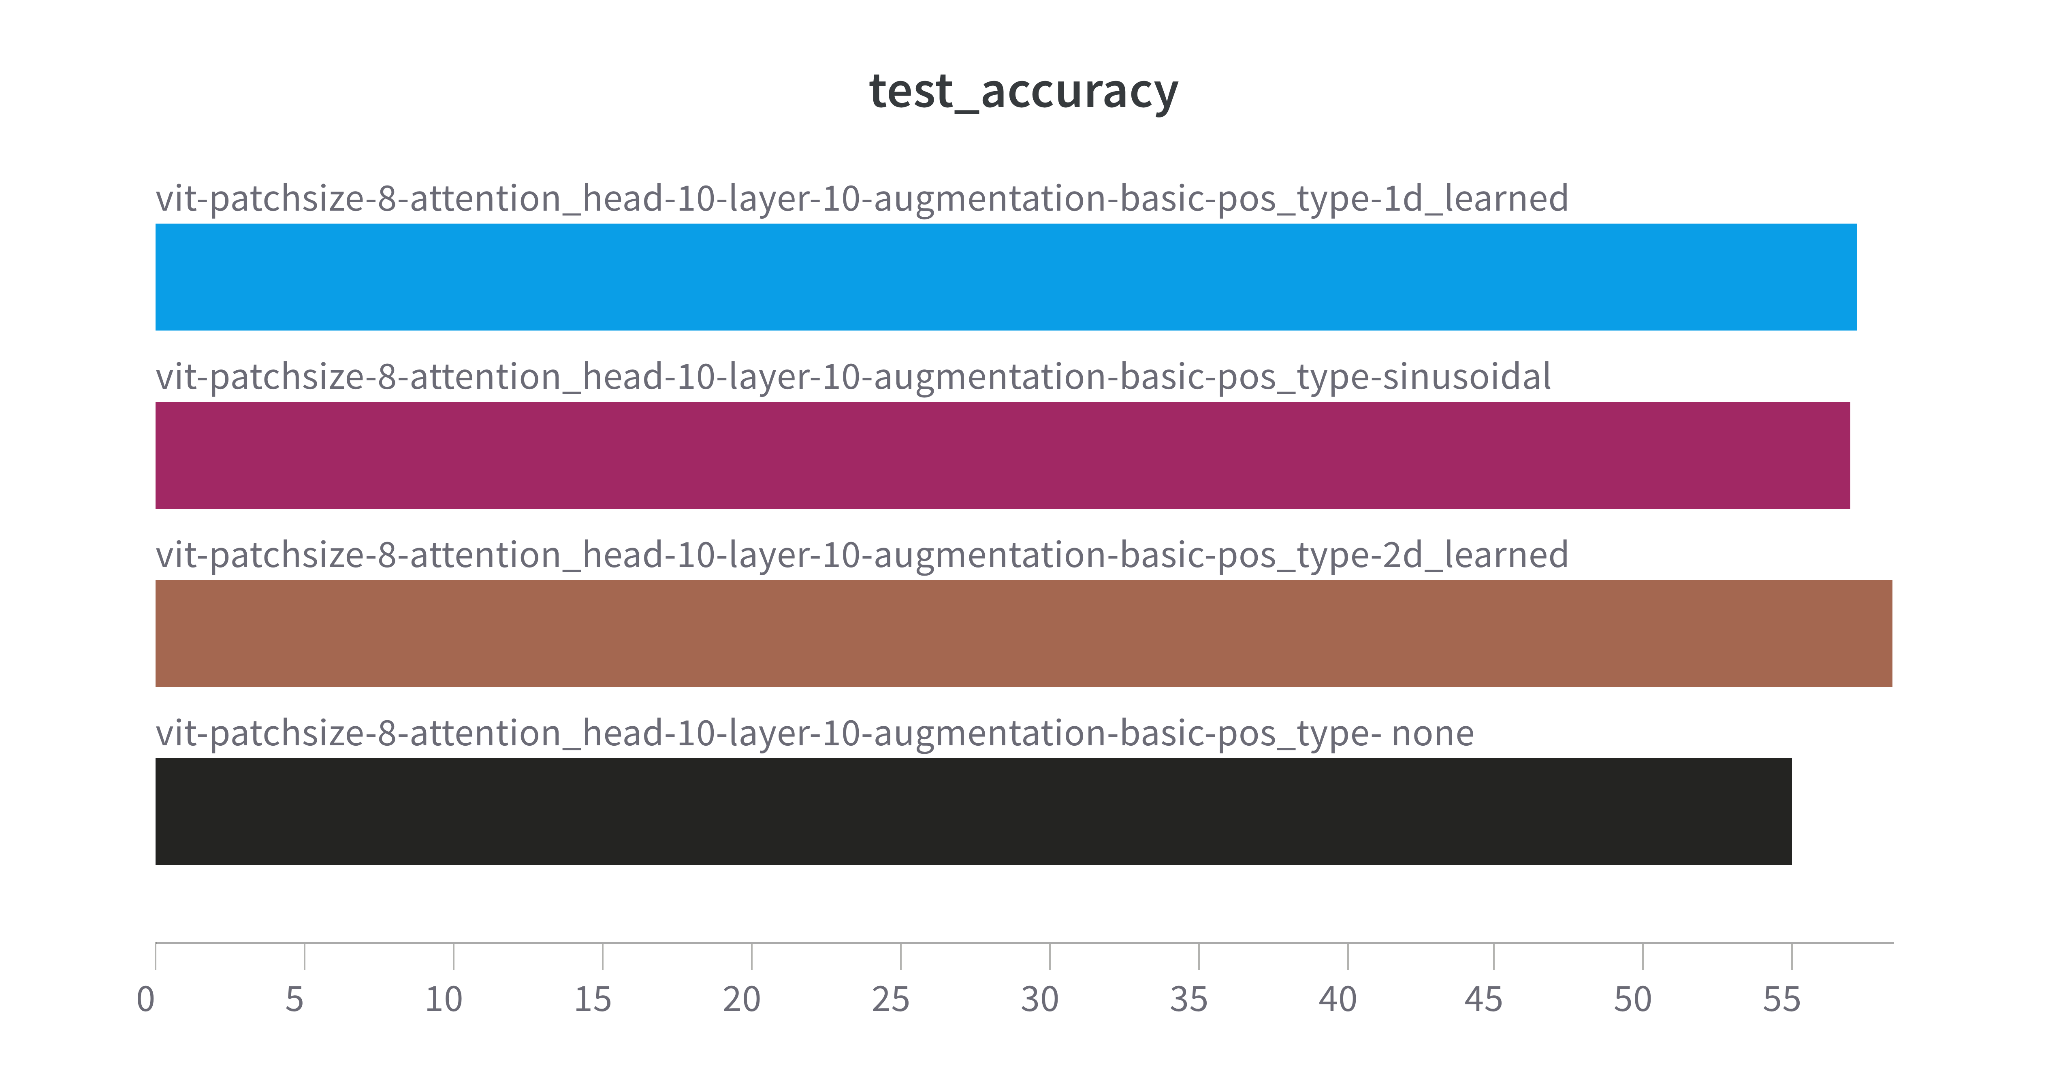 test_accuracy
vit-patchsize-8-attention_head-10-layer-10-augmentation-basic-pos_type-1d_learned
vit-patchsize-8-attention_head-10-layer-10-augmentation-basic-pos_type-sinusoidal
vit-patchsize-8-attention_head-10-layer-10-augmentation-basic-pos_type-2d_learned
vit-patchsize-8-attention_head-10-layer-10-augmentation-basic-pos_type- none
0 5 10 15 20 25 30 35 40 45 50 55